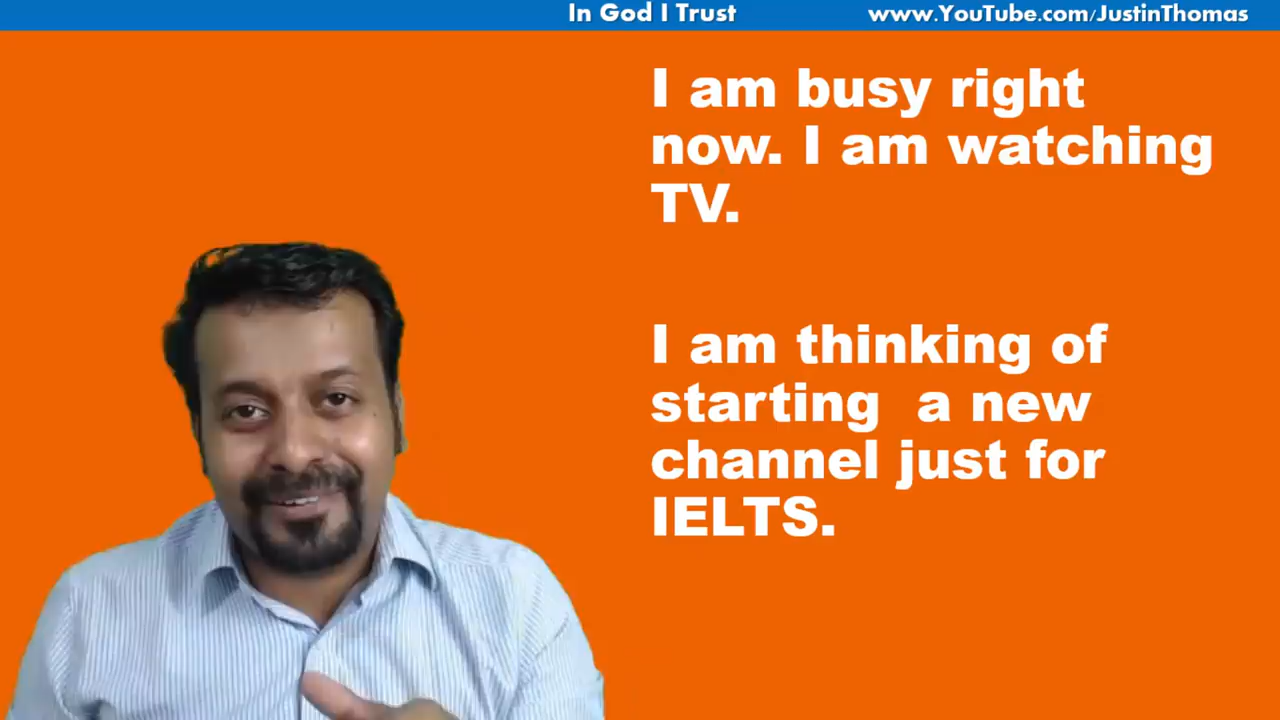 In God I Trust
www.YouTube.com/JustinThomas
I am busy right
now. I am watching
TV.
I am thinking of
starting  a new
channel just for
IELTS.